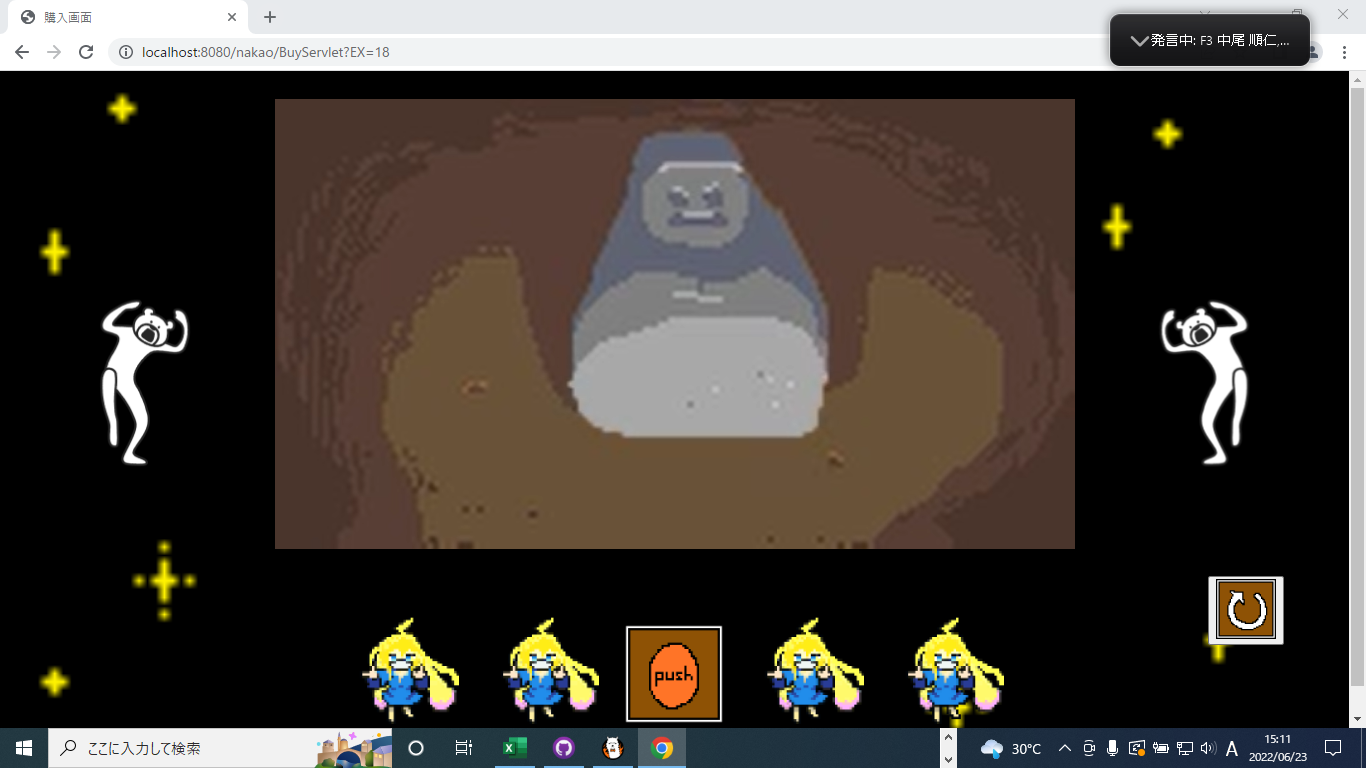 購入画面
localhost:8080/nakao/BuyServlet?EX=18
発言中: F3 中尾 順仁,...
push
ここに入力して検索
30°C
A
15:11
2022/06/23